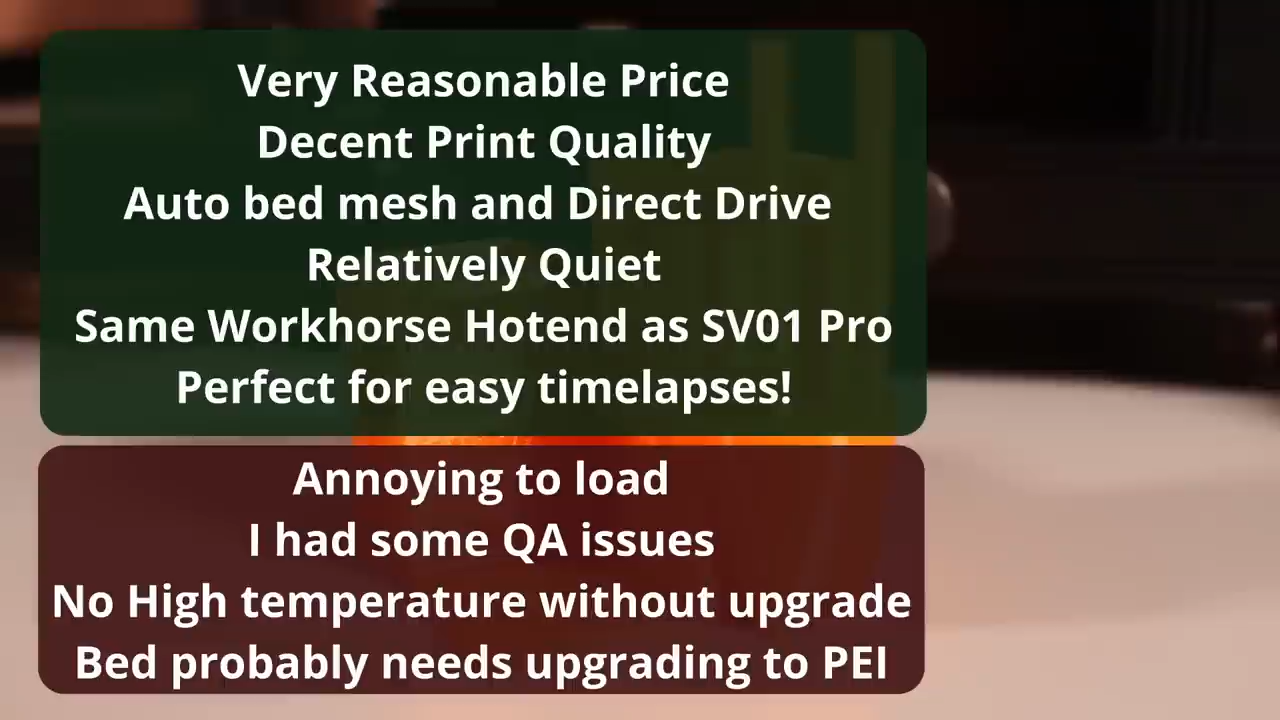 Very Reasonable Price
Decent Print Quality
Auto bed mesh and Direct Drive
Relatively Quiet
Same Workhorse Hotend as SV01 Pro
Perfect for easy timelapses!
Annoying to load
I had some QA issues
No High temperature without upgrade
Bed probably needs upgrading to PEI